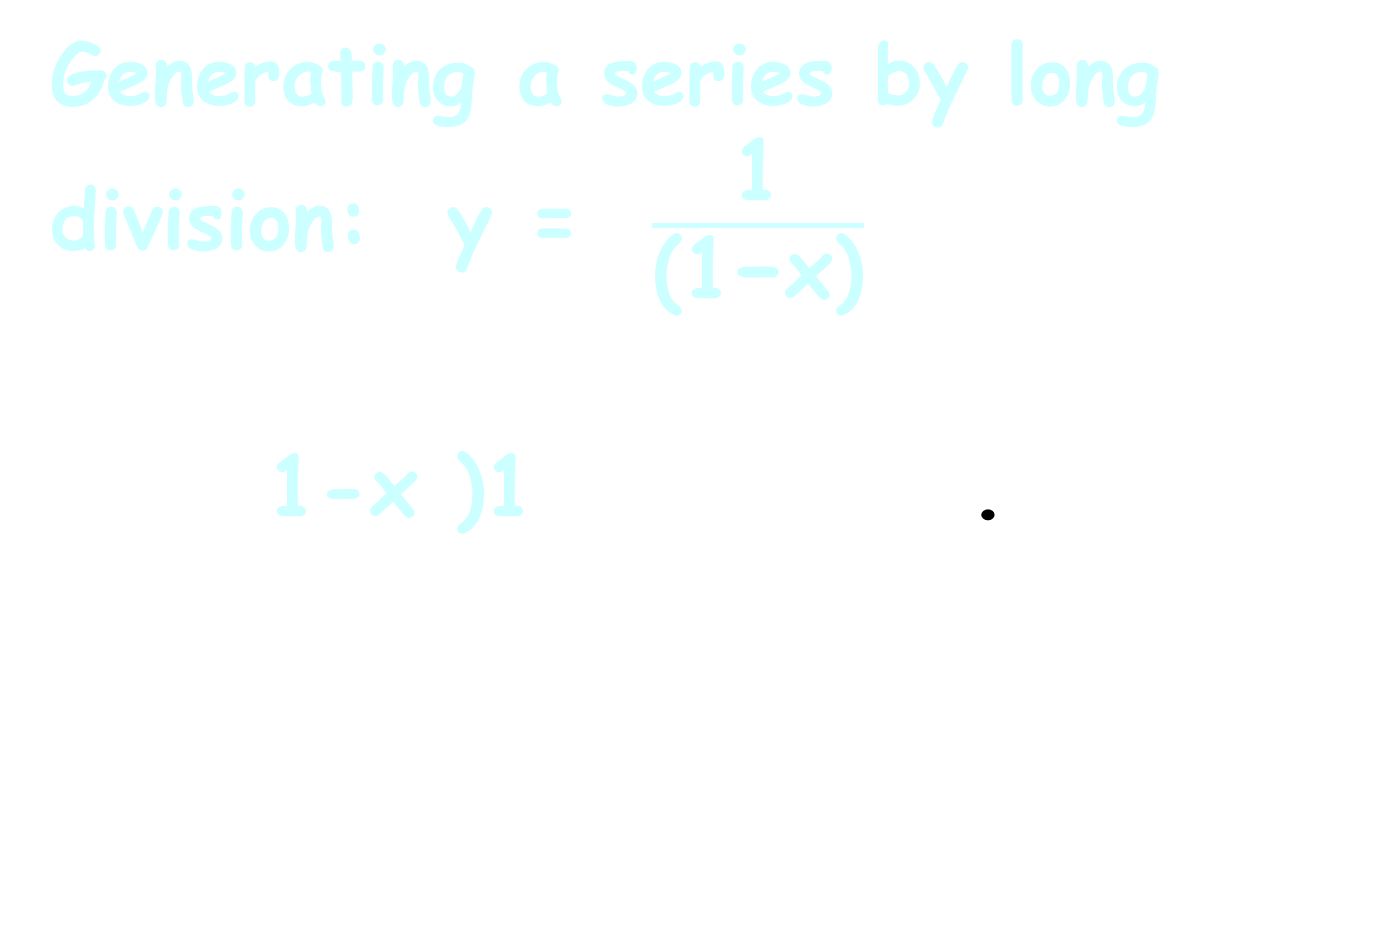 Generating a series by long
division: y = 1/(1-x)
1-x )1